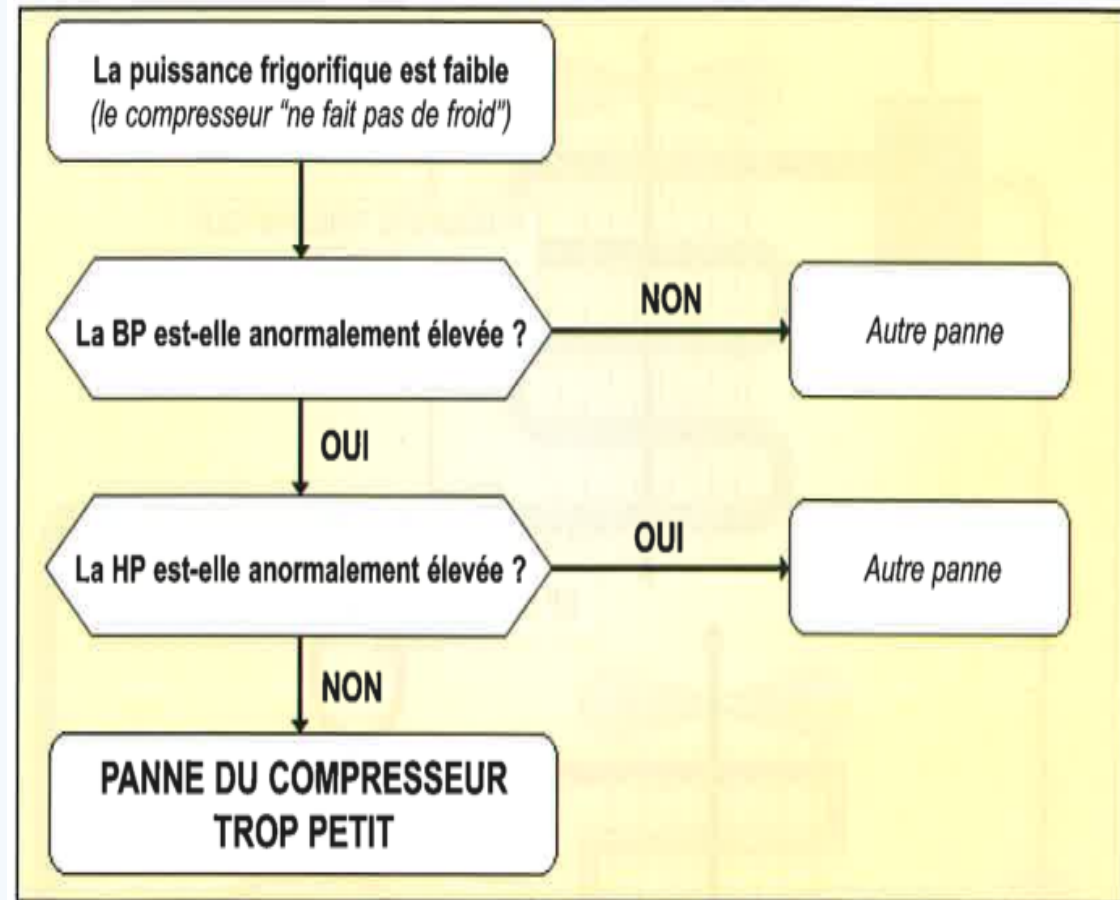 La puissance frigorifique est faible
(le compresseur "ne fait pas de froid")
La BP est-elle anormalement élevée ?
NON
Autre panne
OUI
La HP est-elle anormalement élevée ?
OUI
Autre panne
NON
PANNE DU COMPRESSEUR
TROP PETIT